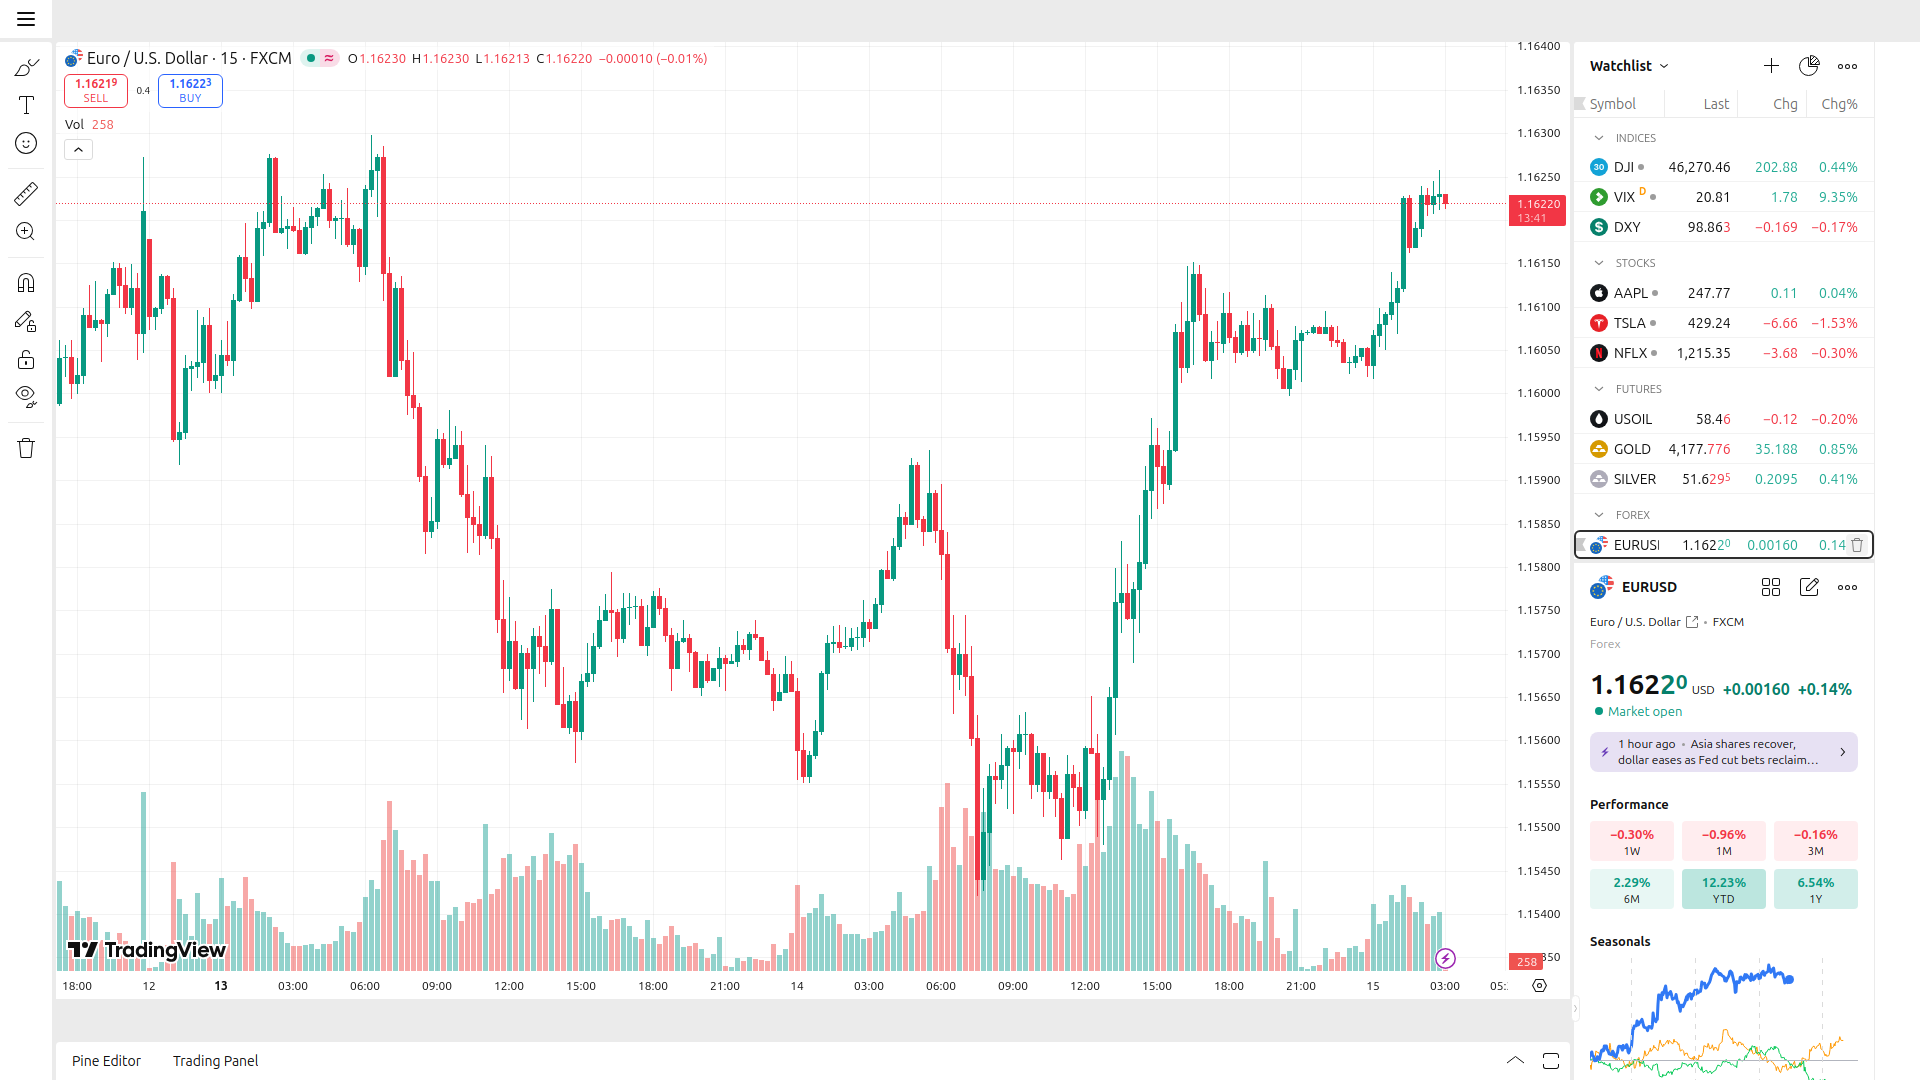 Euro / U.S. Dollar · 15 · FXCM
O1.16230 H1.16230 L1.16213 C1.16220 −0.00010 (−0.01%)
1.16219
SELL
0.4
1.16223
BUY
Vol 258
1.16400
1.16350
1.16300
1.16250
1.16220
13:41
1.16150
1.16100
1.16050
1.16000
1.15950
1.15900
1.15850
1.15800
1.15750
1.15700
1.15650
1.15600
1.15550
1.15500
1.15450
1.15400
258
350
TradingView
18:00 12 13 03:00 06:00 09:00 12:00 15:00 18:00 21:00 14 03:00 06:00 09:00 12:00 15:00 18:00 21:00 15 03:00 05:
Pine Editor
Trading Panel
Watchlist
Symbol Last Chg Chg%
INDICES
30 DJI 46,270.46 202.88 0.44%
VIX D 20.81 1.78 9.35%
DXY 98.863 −0.169 −0.17%
STOCKS
AAPL 247.77 0.11 0.04%
TSLA 429.24 −6.66 −1.53%
NFLX 1,215.35 −3.68 −0.30%
FUTURES
USOIL 58.46 −0.12 −0.20%
GOLD 4,177.776 35.188 0.85%
SILVER 51.6295 0.2095 0.41%
FOREX
EURUS 1.16220 0.00160 0.14
EURUSD
Euro / U.S. Dollar • FXCM
Forex
1.16220 USD +0.00160 +0.14%
Market open
1 hour ago • Asia shares recover,
dollar eases as Fed cut bets reclaim…
Performance
−0.30%
1W
−0.96%
1M
−0.16%
3M
2.29%
6M
12.23%
YTD
6.54%
1Y
Seasonals